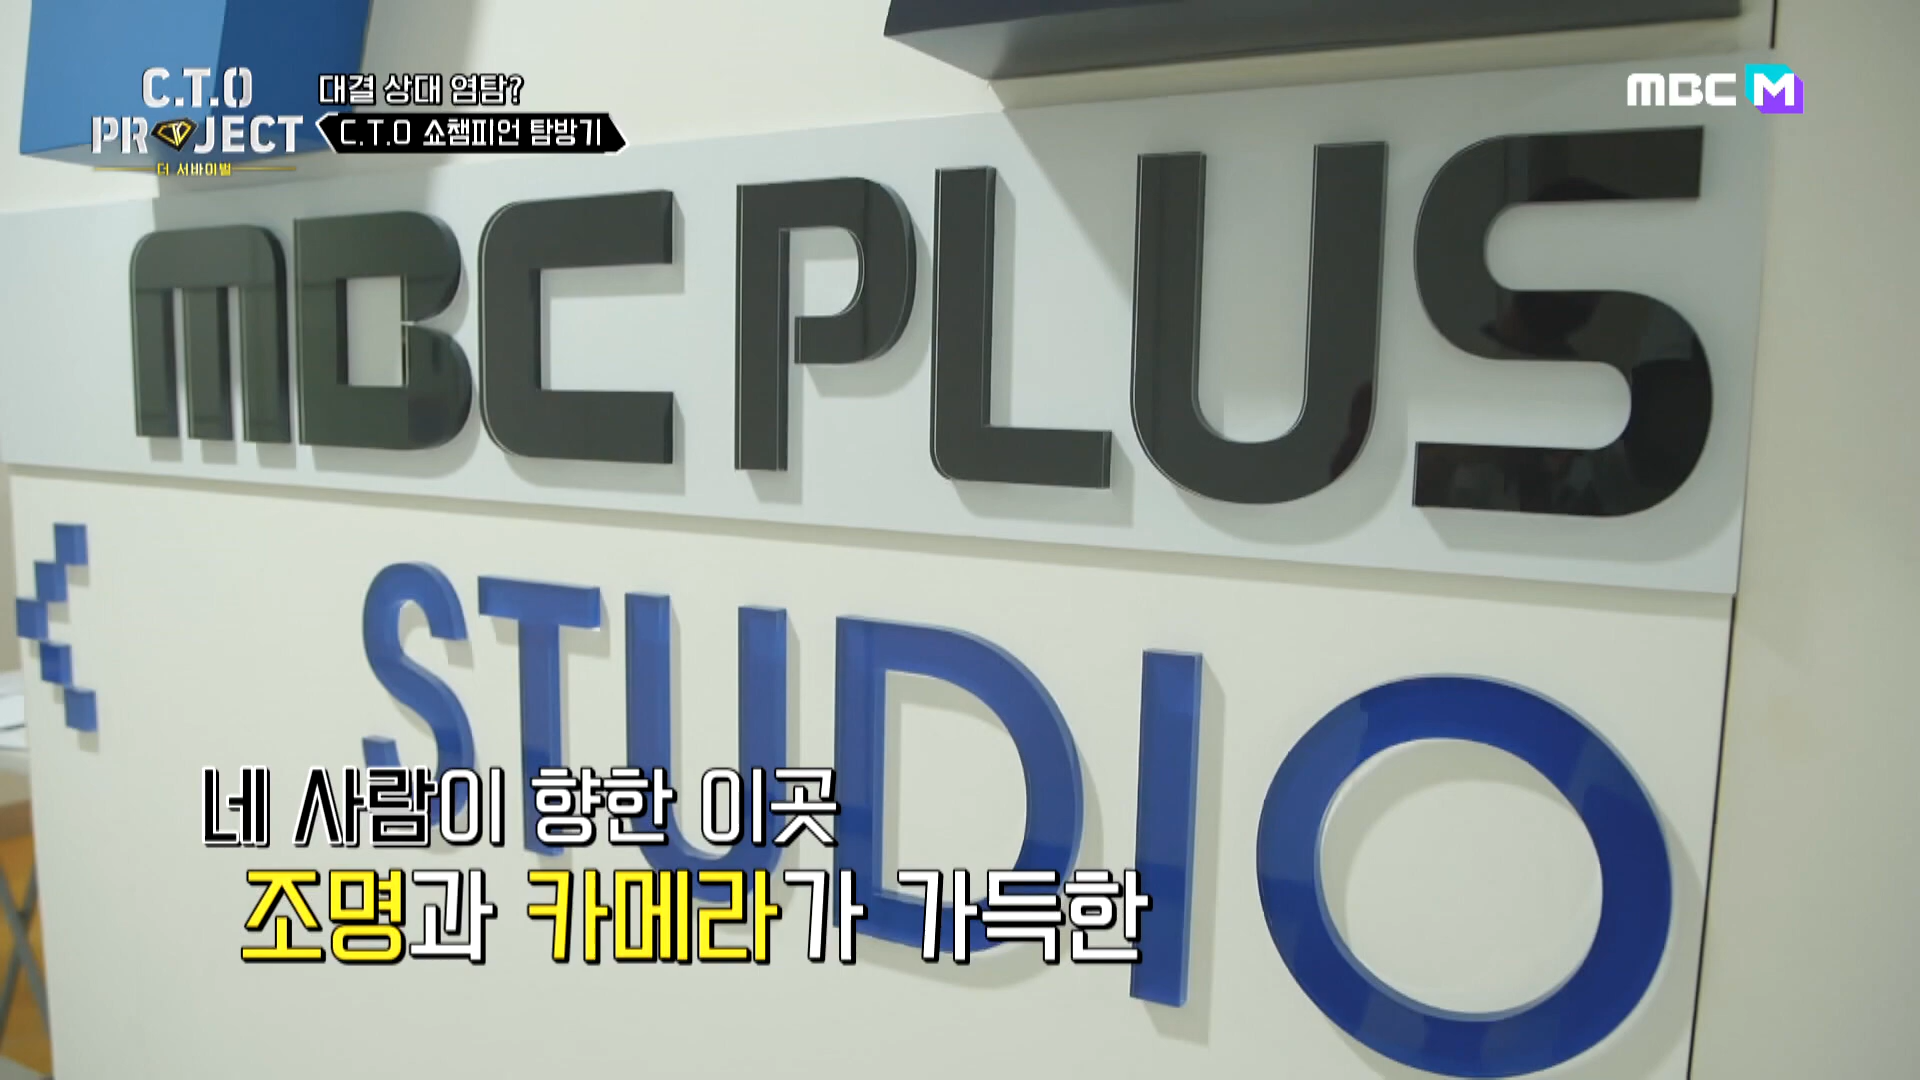 C.T.O
PROJECT
더 서바이벌
대결 상대 염탐?
C.T.O 쇼챔피언 탐방기
MBC M
MBC PLUS
STUDIO
네 사람이 향한 이곳
조명과 카메라가 가득한